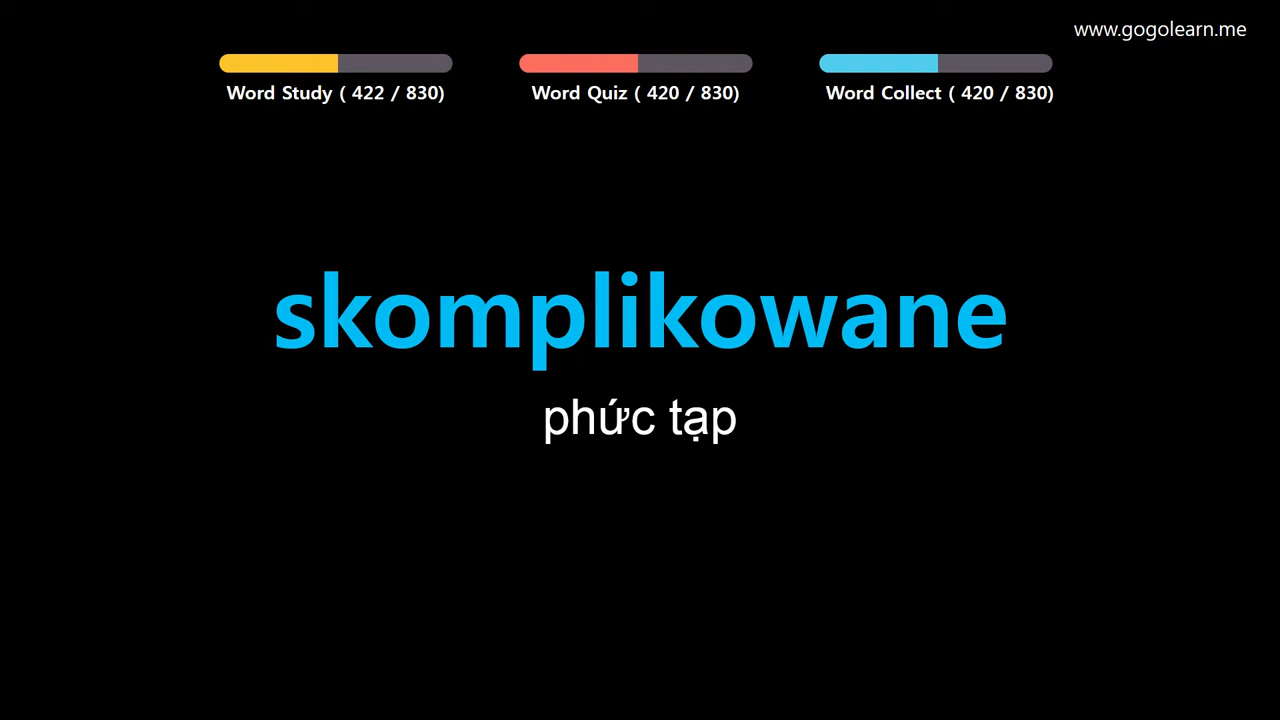 www.gogolearn.me
Word Study ( 422 / 830)
Word Quiz ( 420 / 830)
Word Collect ( 420 / 830)
skomplikowane
phức tạp